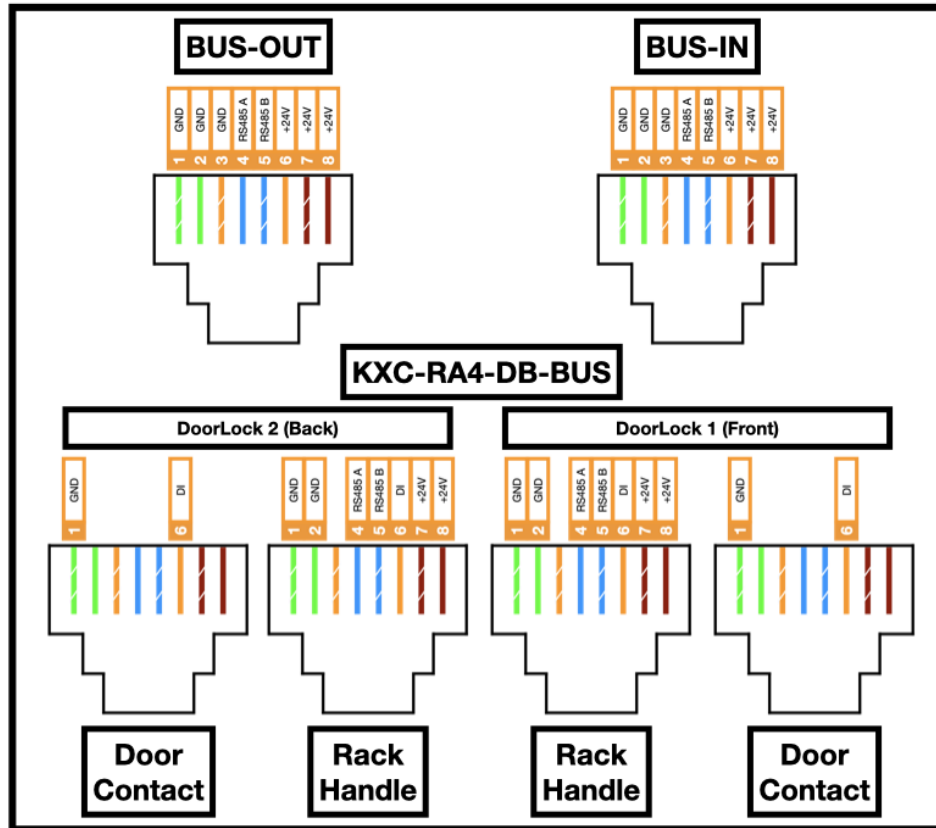 BUS-OUT
BUS-IN
GND GND GND RS485 A RS485 B +24V +24V +24V
1 2 3 4 5 6 7 8
GND GND GND RS485 A RS485 B +24V +24V +24V
1 2 3 4 5 6 7 8
KXC-RA4-DB-BUS
DoorLock 2 (Back)
DoorLock 1 (Front)
GND DI
1 6
GND GND RS485 A RS485 B DI +24V +24V
1 2 4 5 6 7 8
GND GND RS485 A RS485 B DI +24V +24V
1 2 4 5 6 7 8
GND DI
1 6
Door
Contact
Rack
Handle
Rack
Handle
Door
Contact